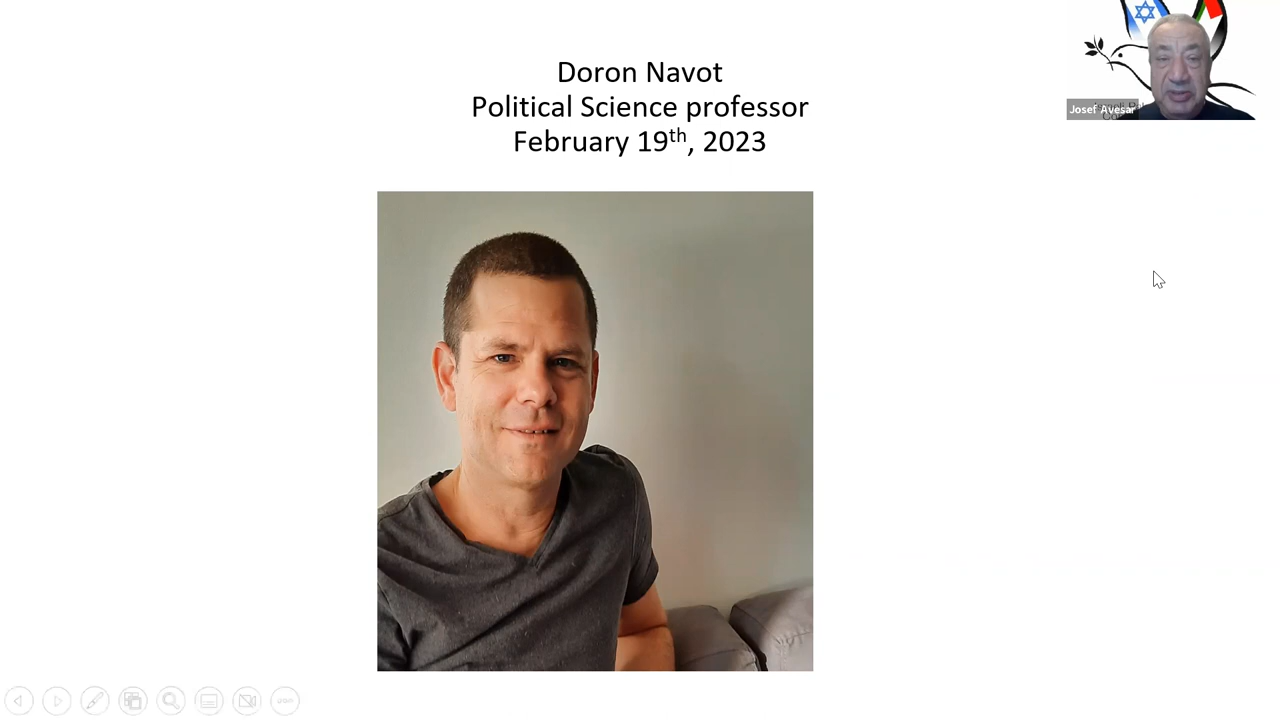 Doron Navot
Political Science professor
February 19th, 2023
Josef Avesar